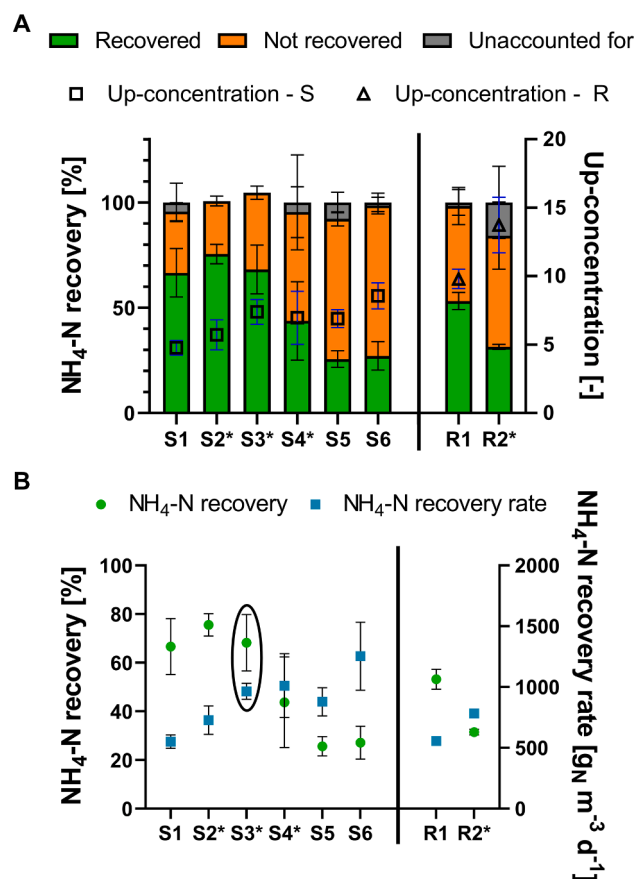 A
Recovered Not recovered Unaccounted for
Up-concentration - S Up-concentration - R
NH4-N recovery [%]
100
50
0
S1 S2* S3* S4* S5 S6 R1 R2*
20
15
10
5
0
Up-concentration [-]
B
NH4-N recovery NH4-N recovery rate
NH4-N recovery [%]
100
80
60
40
20
0
S1 S2* S3* S4* S5 S6 R1 R2*
2000
1500
1000
500
0
NH4-N recovery rate [gN m-3 d-1]